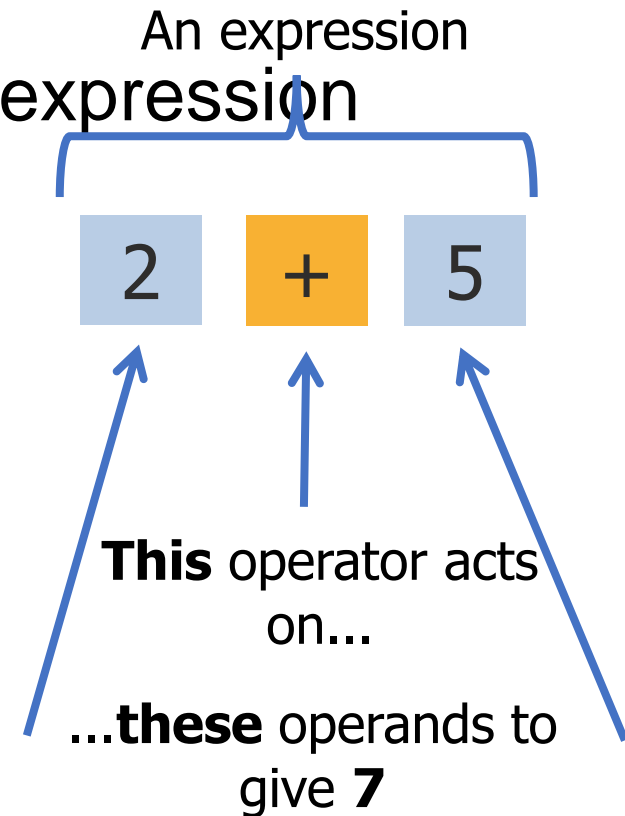 An expression
expression
2 + 5
This operator acts
on...
...these operands to
give 7